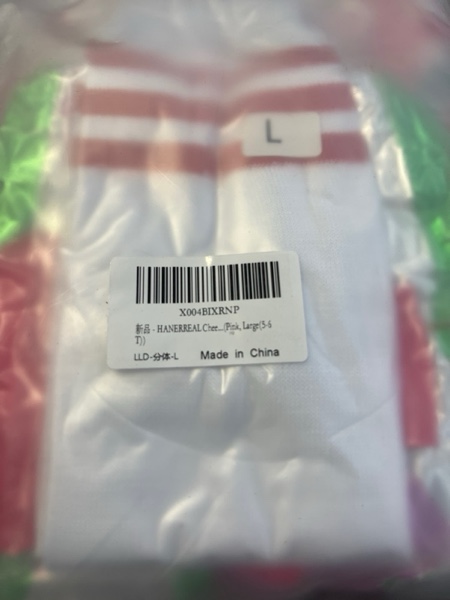 L
X004BIXRNP
新品 - HANERREAL Chee...(Pink, Large(5-6
T))
LLD-分体-L Made in China